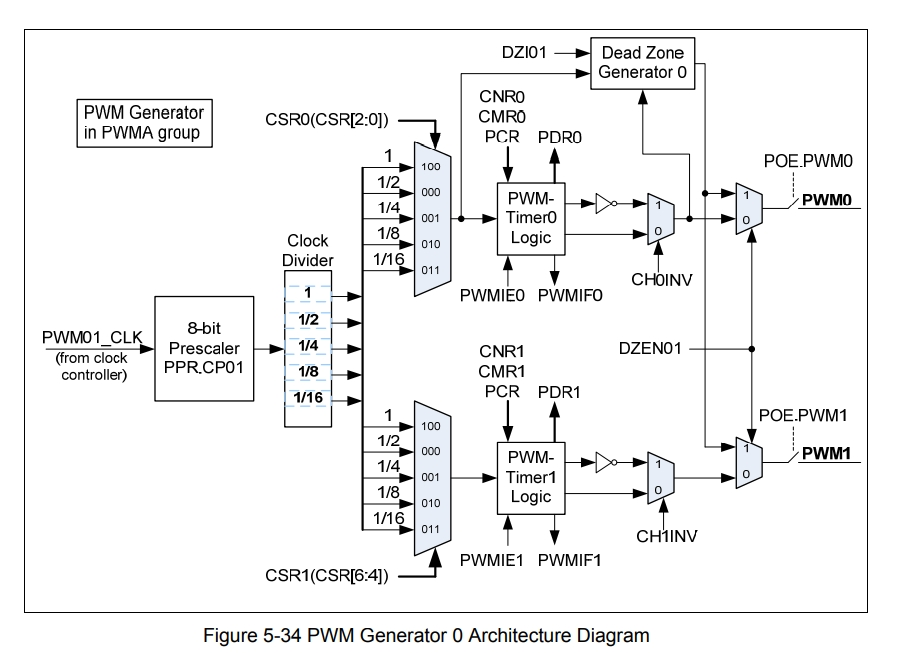 DZI01
Dead Zone
Generator 0
PWM Generator
in PWMA group
CSR0(CSR[2:0])
CNR0
CMR0
PCR
PDR0
POE.PWM0
1
1/2
1/4
1/8
1/16
100
000
001
010
011
PWM-
Timer0
Logic
1
0
1
0
PWM0
PWMIE0
PWMIF0
CH0INV
Clock
Divider
1
1/2
1/4
1/8
1/16
PWM01_CLK
(from clock
controller)
8-bit
Prescaler
PPR.CP01
DZEN01
CNR1
CMR1
PCR
PDR1
POE.PWM1
1
1/2
1/4
1/8
1/16
100
000
001
010
011
PWM-
Timer1
Logic
1
0
1
0
PWM1
PWMIE1
PWMIF1
CH1INV
CSR1(CSR[6:4])
Figure 5-34 PWM Generator 0 Architecture Diagram